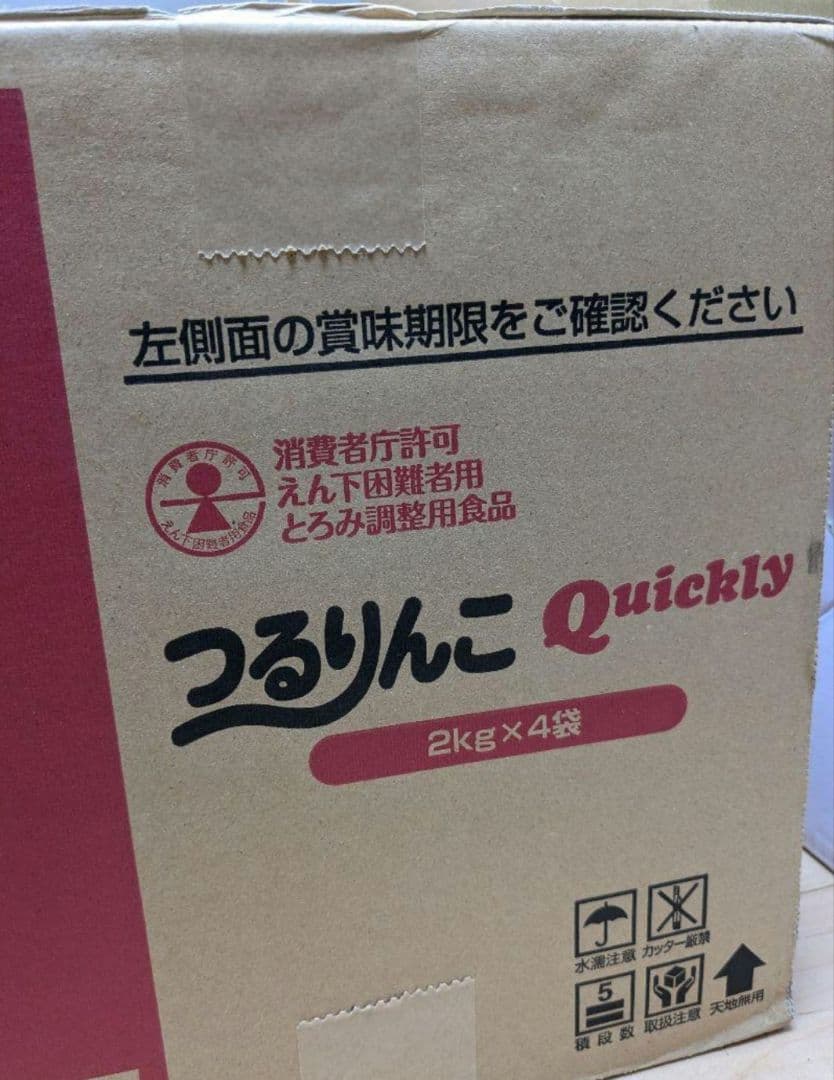 左側面の賞味期限をご確認ください
消費者庁許可
えん下困難者用食品
消費者庁許可
えん下困難者用
とろみ調整用食品
つるりんこ Quickly
2kg×4袋
水濡注意 カッター厳禁
5
積段数 取扱注意 天地無用